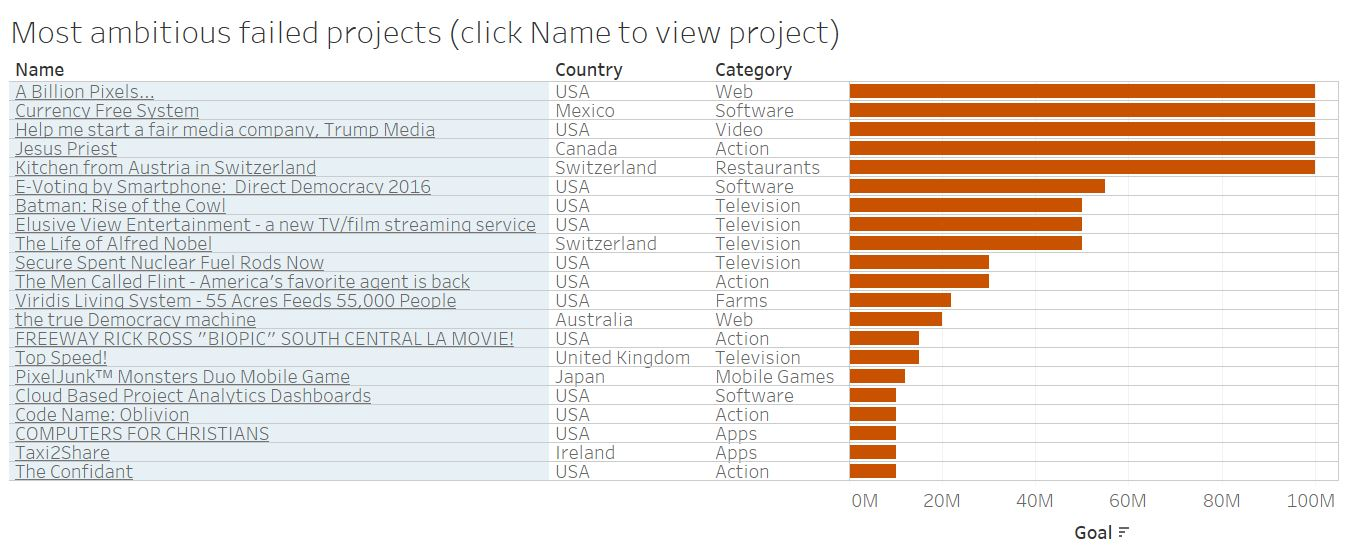 Most ambitious failed projects (click Name to view project)
Name Country Category
A Billion Pixels... USA Web
Currency Free System Mexico Software
Help me start a fair media company, Trump Media USA Video
Jesus Priest Canada Action
Kitchen from Austria in Switzerland Switzerland Restaurants
E-Voting by Smartphone: Direct Democracy 2016 USA Software
Batman: Rise of the Cowl USA Television
Elusive View Entertainment - a new TV/film streaming service USA Television
The Life of Alfred Nobel Switzerland Television
Secure Spent Nuclear Fuel Rods Now USA Television
The Men Called Flint - America's favorite agent is back USA Action
Viridis Living System - 55 Acres Feeds 55,000 People USA Farms
the true Democracy machine Australia Web
FREEWAY RICK ROSS "BIOPIC" SOUTH CENTRAL LA MOVIE! USA Action
Top Speed! United Kingdom Television
PixelJunk™ Monsters Duo Mobile Game Japan Mobile Games
Cloud Based Project Analytics Dashboards USA Software
Code Name: Oblivion USA Action
COMPUTERS FOR CHRISTIANS USA Apps
Taxi2Share Ireland Apps
The Confidant USA Action
0M 20M 40M 60M 80M 100M
Goal